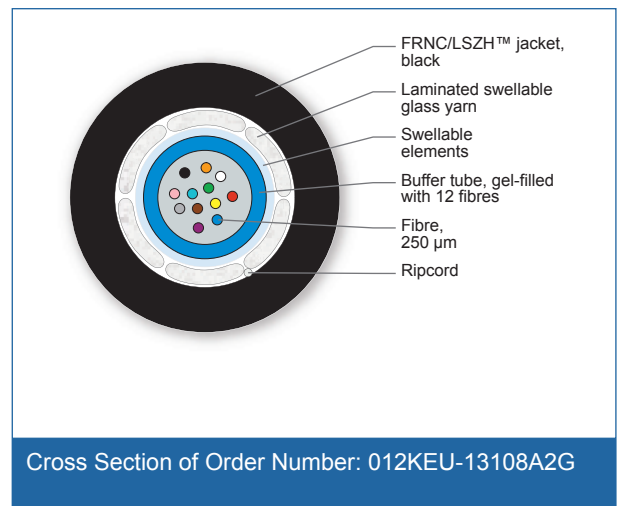 FRNC/LSZH™ jacket,
black
Laminated swellable
glass yarn
Swellable
elements
Buffer tube, gel-filled
with 12 fibres
Fibre,
250 µm
Ripcord
Cross Section of Order Number: 012KEU-13108A2G